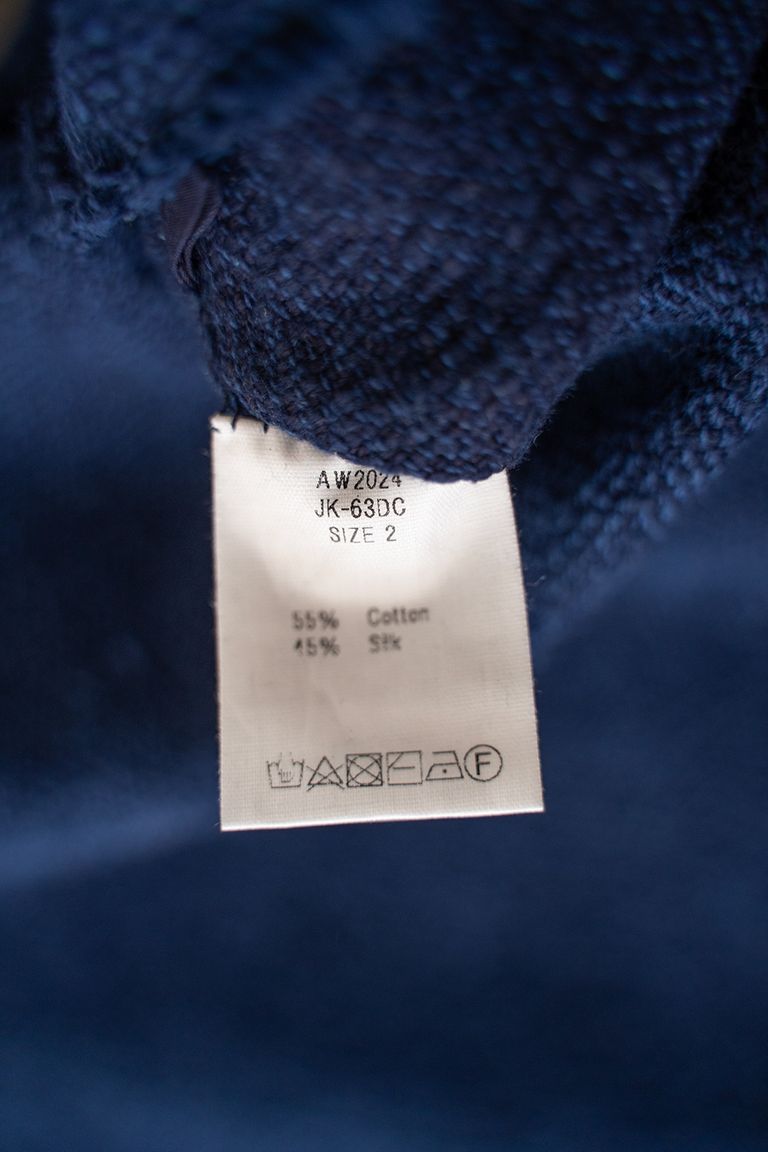 AW2024
JK-63DC
SIZE 2
55% Cotton
45% Silk
F